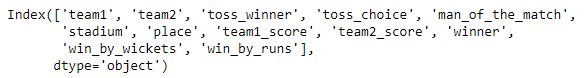 Index(['team1', 'team2', 'toss_winner', 'toss_choice', 'man_of_the_match',
       'stadium', 'place', 'team1_score', 'team2_score', 'winner',
       'win_by_wickets', 'win_by_runs'],
      dtype='object')